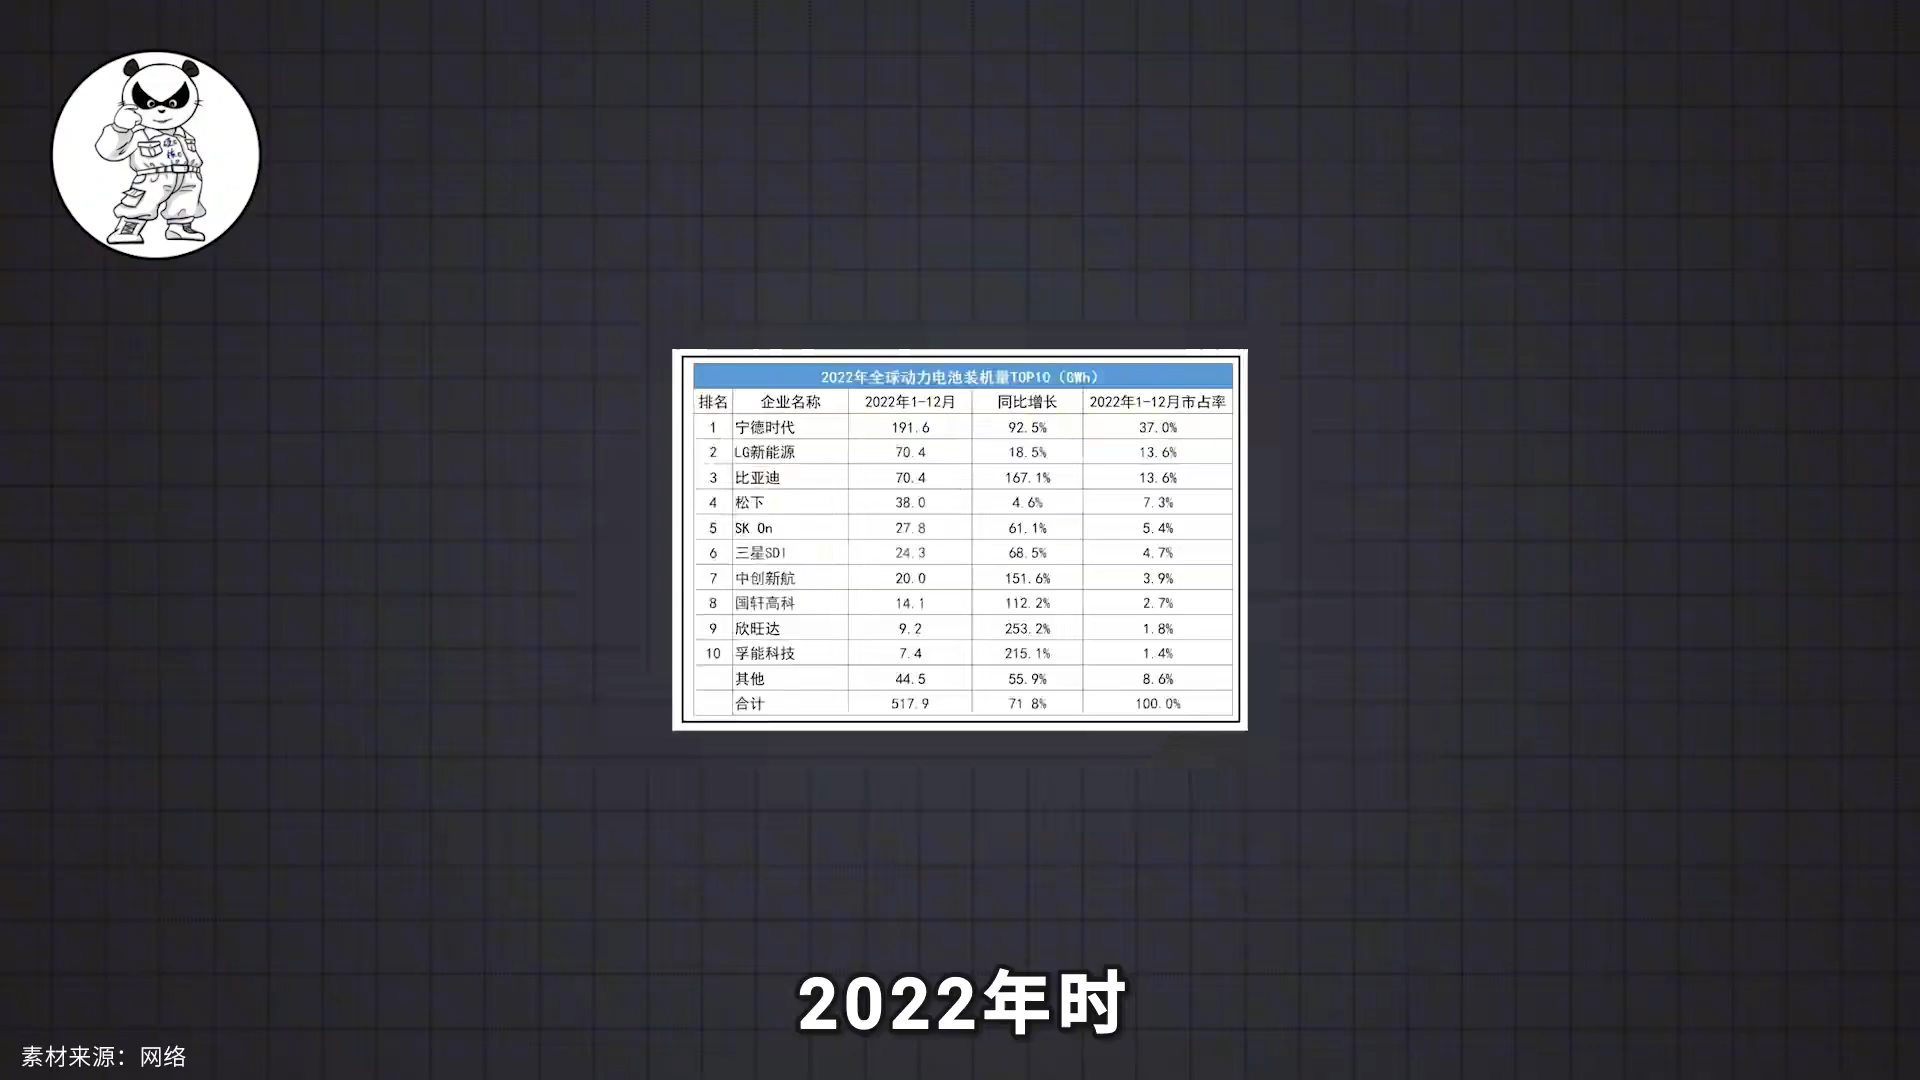 2022年全球动力电池装机量TOP10（GWh）
排名 企业名称 2022年1-12月 同比增长 2022年1-12月市占率
1 宁德时代 191.6 92.5% 37.0%
2 LG新能源 70.4 18.5% 13.6%
3 比亚迪 70.4 167.1% 13.6%
4 松下 38.0 4.6% 7.3%
5 SK On 27.8 61.1% 5.4%
6 三星SDI 24.3 68.5% 4.7%
7 中创新航 20.0 151.6% 3.9%
8 国轩高科 14.1 112.2% 2.7%
9 欣旺达 9.2 253.2% 1.8%
10 孚能科技 7.4 215.1% 1.4%
其他 44.5 55.9% 8.6%
合计 517.9 71.8% 100.0%
2022年时
素材来源：网络